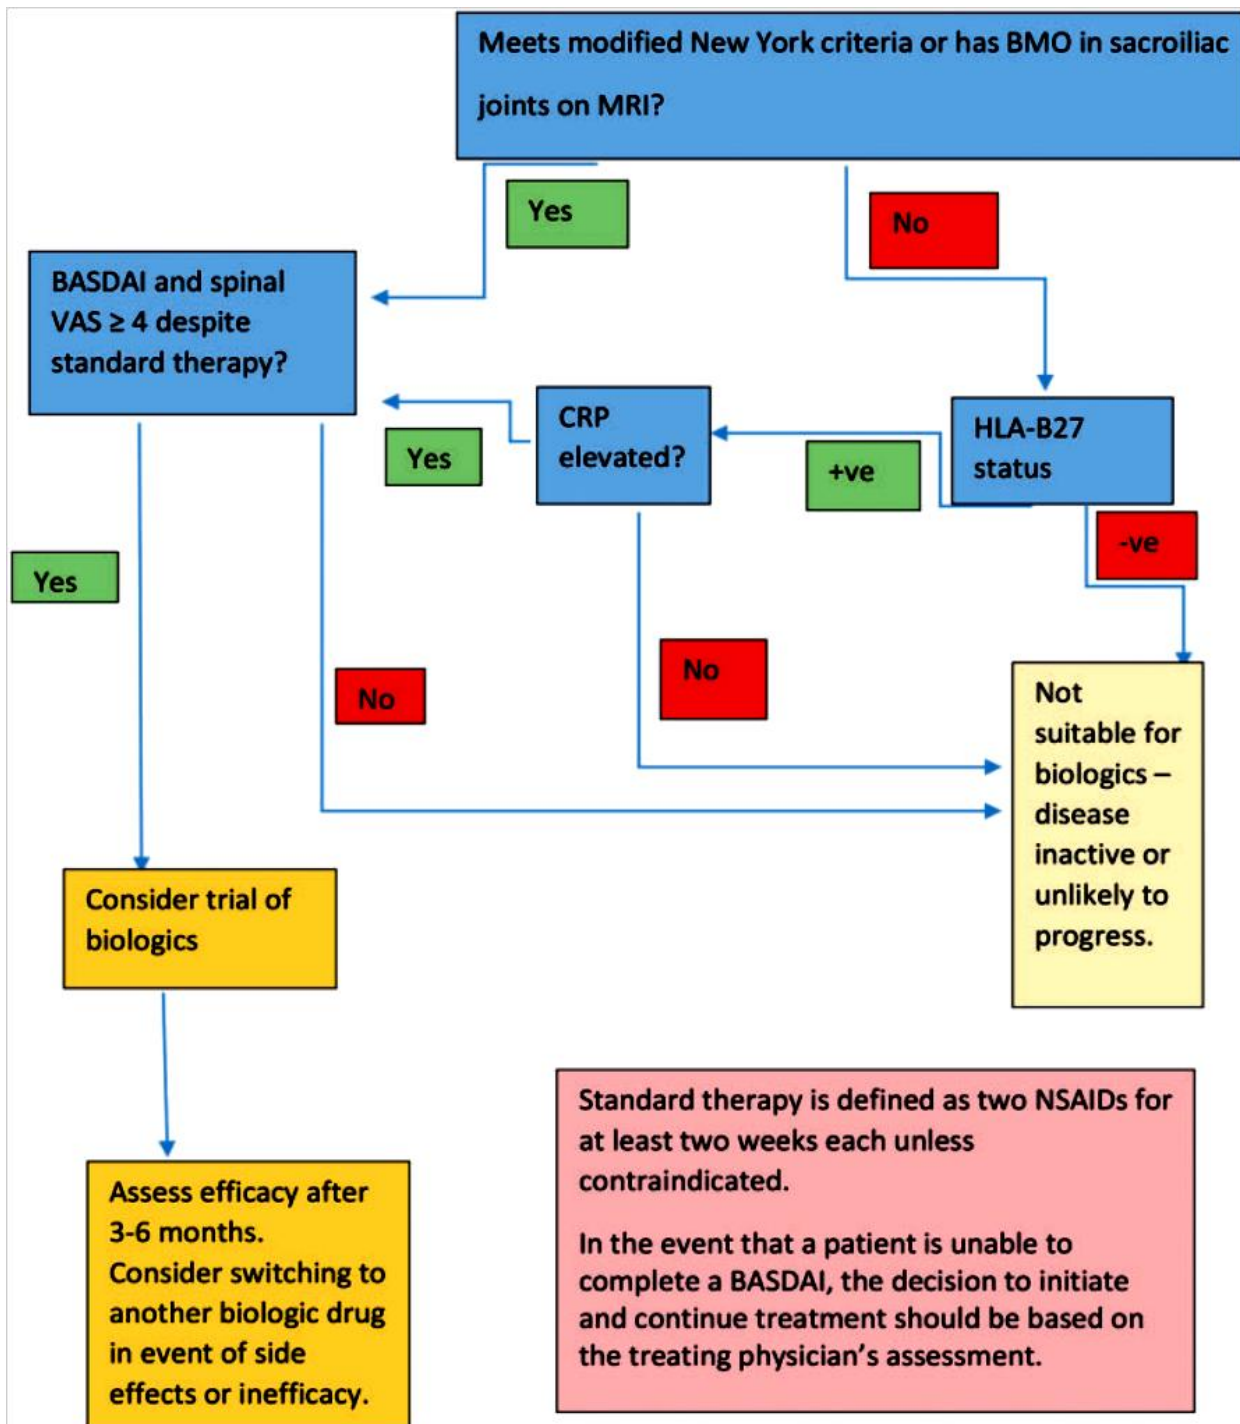 Meets modified New York criteria or has BMO in sacroiliac
joints on MRI?
Yes
No
BASDAI and spinal
VAS ≥ 4 despite
standard therapy?
CRP
elevated?
HLA-B27
status
Yes
+ve
-ve
Yes
No
No
Not
suitable for
biologics –
disease
inactive or
unlikely to
progress.
Consider trial of
biologics
Standard therapy is defined as two NSAIDs for
at least two weeks each unless
contraindicated.
In the event that a patient is unable to
complete a BASDAI, the decision to initiate
and continue treatment should be based on
the treating physician's assessment.
Assess efficacy after
3-6 months.
Consider switching to
another biologic drug
in event of side
effects or inefficacy.